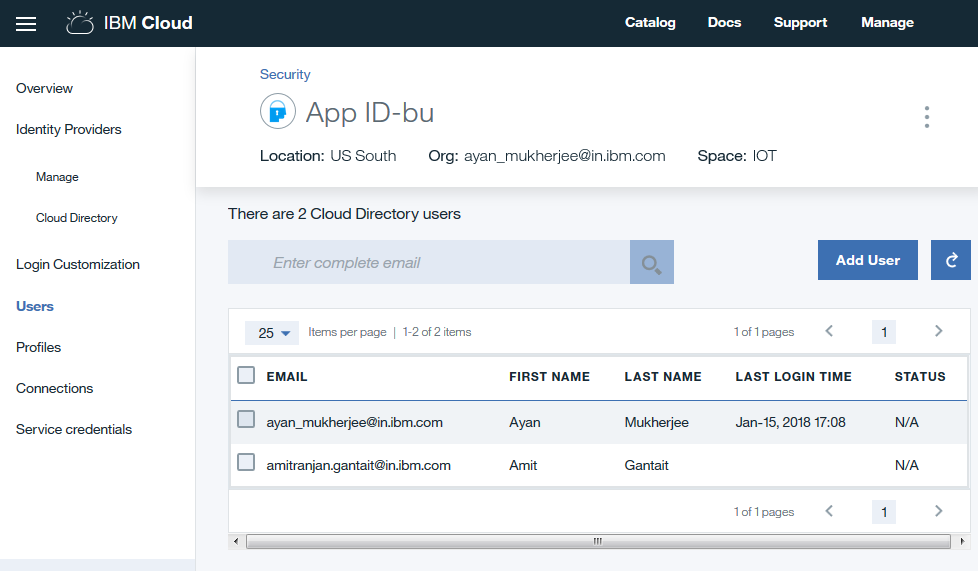 IBM Cloud Catalog Docs Support Manage
Overview
Identity Providers
Manage
Cloud Directory
Login Customization
Users
Profiles
Connections
Service credentials
Security
App ID-bu
Location: US South Org: ayan_mukherjee@in.ibm.com Space: IOT
There are 2 Cloud Directory users
Enter complete email Add User
25 Items per page | 1-2 of 2 items 1 of 1 pages 1
EMAIL FIRST NAME LAST NAME LAST LOGIN TIME STATUS
ayan_mukherjee@in.ibm.com Ayan Mukherjee Jan-15, 2018 17:08 N/A
amitranjan.gantait@in.ibm.com Amit Gantait N/A
1 of 1 pages 1